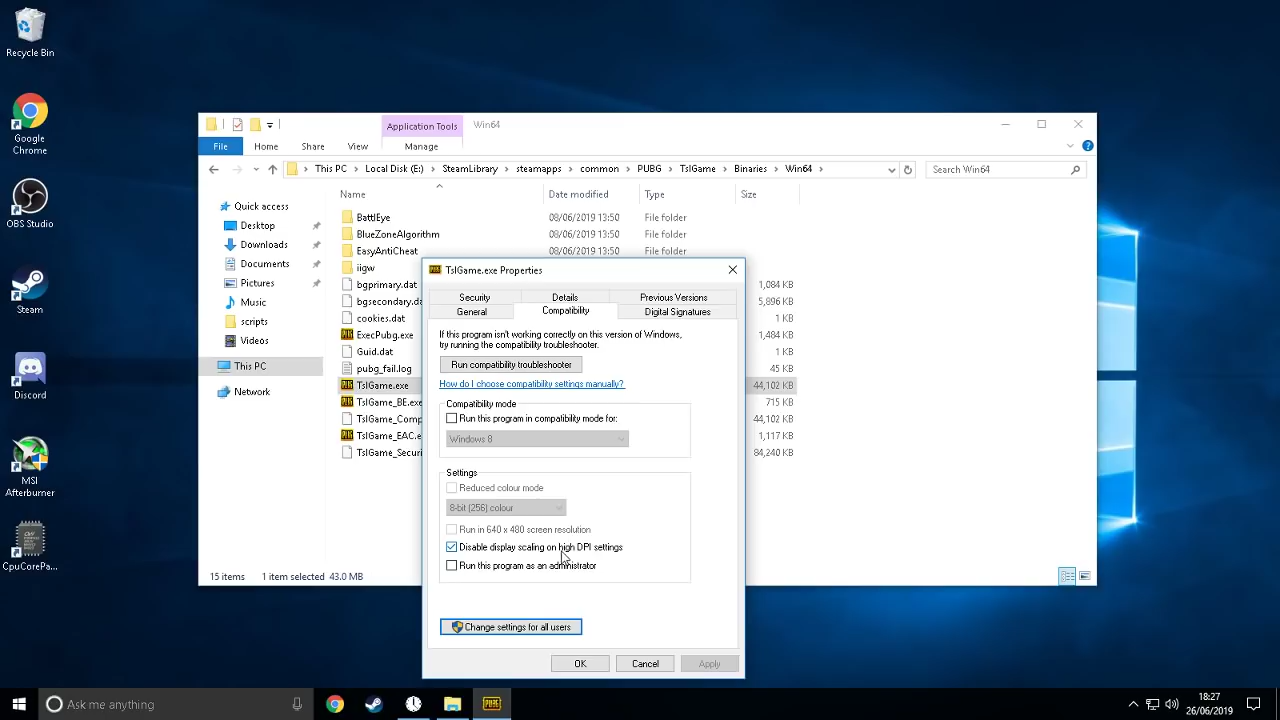 Recycle Bin
Google
Chrome
OBS Studio
Steam
Discord
MSI
Afterburner
CpuCorePa...
Application Tools
Win64
File
Home
Share
View
Manage
This PC
Local Disk (E:)
SteamLibrary
steamapps
common
PUBG
TslGame
Binaries
Win64
Search Win64
Name
Date modified
Type
Size
Quick access
Desktop
Downloads
Documents
Pictures
Music
scripts
Videos
This PC
Network
BattlEye 08/06/2019 13:50 File folder
BlueZoneAlgorithm 08/06/2019 13:50 File folder
EasyAntiCheat 08/06/2019 13:50 File folder
iigw
bgprimary.dat 1,084 KB
bgsecondary.da 5,896 KB
cookies.dat 1 KB
ExecPubg.exe 1,484 KB
Guid.dat 1 KB
pubg_fail.log 45 KB
TslGame.exe 44,102 KB
TslGame_BE.exe 715 KB
TslGame_Com 44,102 KB
TslGame_EAC.e 1,117 KB
TslGame_Securi 84,240 KB
15 items 1 item selected 43.0 MB
TslGame.exe Properties
Security
Details
Previous Versions
General
Compatibility
Digital Signatures
If this program isn't working correctly on this version of Windows,
try running the compatibility troubleshooter.
Run compatibility troubleshooter
How do I choose compatibility settings manually?
Compatibility mode
Run this program in compatibility mode for:
Windows 8
Settings
Reduced colour mode
8-bit (256) colour
Run in 640 x 480 screen resolution
Disable display scaling on high DPI settings
Run this program as an administrator
Change settings for all users
OK
Cancel
Apply
Ask me anything
18:27
26/06/2019